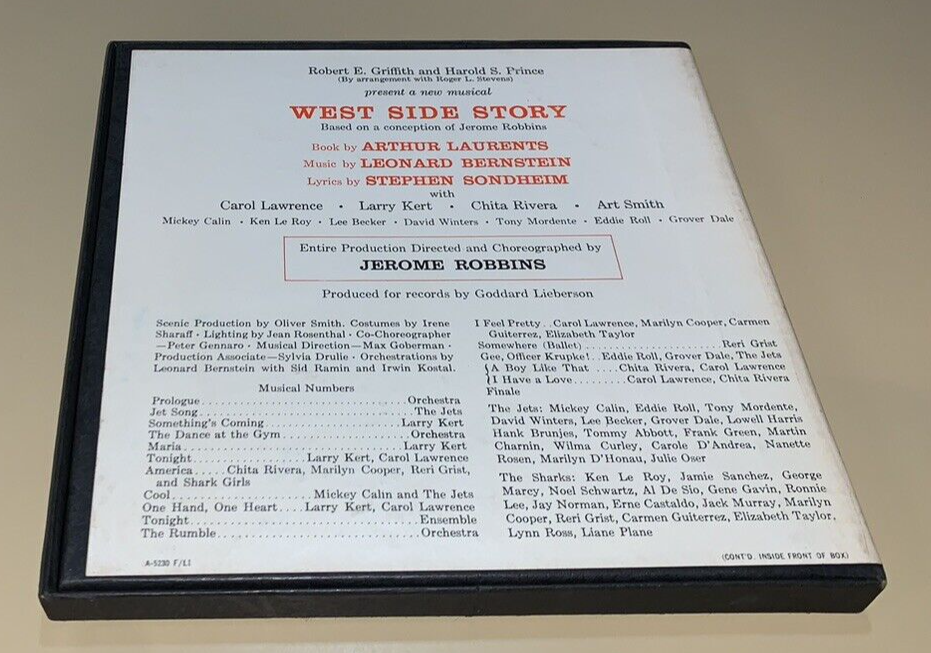 Robert E. Griffith and Harold S. Prince
(By arrangement with Roger L. Stevens)
present a new musical
WEST SIDE STORY
Based on a conception of Jerome Robbins
Book by ARTHUR LAURENTS
Music by LEONARD BERNSTEIN
Lyrics by STEPHEN SONDHEIM
with
Carol Lawrence • Larry Kert • Chita Rivera • Art Smith
Mickey Calin • Ken Le Roy • Lee Becker • David Winters • Tony Mordente • Eddie Roll • Grover Dale
Entire Production Directed and Choreographed by
JEROME ROBBINS
Produced for records by Goddard Lieberson
Scenic Production by Oliver Smith. Costumes by Irene
Sharaff • Lighting by Jean Rosenthal • Co-Choreographer
—Peter Gennaro • Musical Direction—Max Goberman •
Production Associate—Sylvia Drulie • Orchestrations by
Leonard Bernstein with Sid Ramin and Irwin Kostal.
Musical Numbers
Prologue..............................Orchestra
Jet Song..............................The Jets
Something's Coming....................Larry Kert
The Dance at the Gym..................Orchestra
Maria.................................Larry Kert
Tonight...............Larry Kert, Carol Lawrence
America.....Chita Rivera, Marilyn Cooper, Reri Grist,
and Shark Girls
Cool....................Mickey Calin and The Jets
One Hand, One Heart....Larry Kert, Carol Lawrence
Tonight...............................Ensemble
The Rumble............................Orchestra
I Feel Pretty..Carol Lawrence, Marilyn Cooper, Carmen
Guiterrez, Elizabeth Taylor
Somewhere (Ballet).......................Reri Grist
Gee, Officer Krupke!..Eddie Roll, Grover Dale, The Jets
{A Boy Like That....Chita Rivera, Carol Lawrence
{I Have a Love.........Carol Lawrence, Chita Rivera
Finale
The Jets: Mickey Calin, Eddie Roll, Tony Mordente,
David Winters, Lee Becker, Grover Dale, Lowell Harris
Hank Brunjes, Tommy Abbott, Frank Green, Martin
Charnin, Wilma Curley, Carole D'Andrea, Nanette
Rosen, Marilyn D'Honau, Julie Oser
The Sharks: Ken Le Roy, Jamie Sanchez, George
Marcy, Noel Schwartz, Al De Sio, Gene Gavin, Ronnie
Lee, Jay Norman, Erne Castaldo, Jack Murray, Marilyn
Cooper, Reri Grist, Carmen Guiterrez, Elizabeth Taylor,
Lynn Ross, Liane Plane
A-5230 F/L1
(CONT'D. INSIDE FRONT OF BOX)